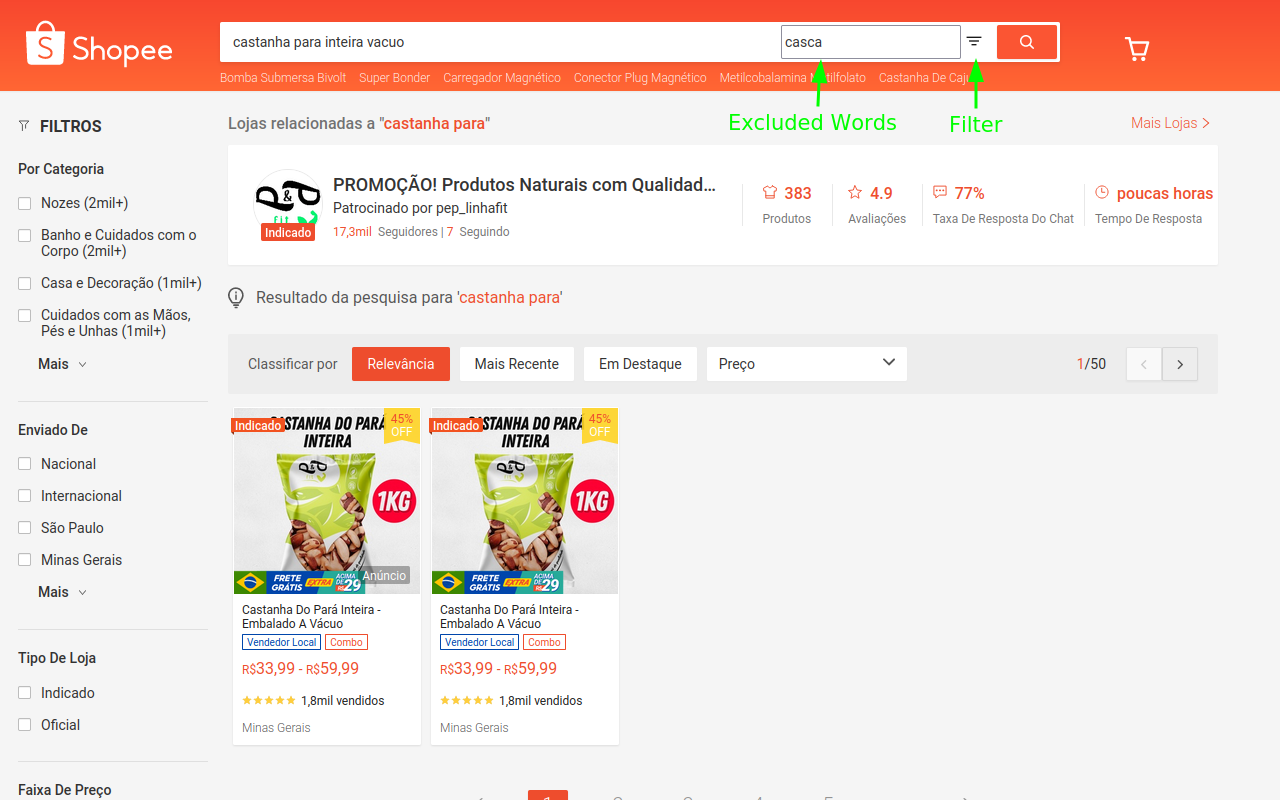 Shopee
castanha para inteira vacuo
casca
Bomba Submersa Bivolt Super Bonder Carregador Magnético Conector Plug Magnético Metilcobalamina Castanha De Caju
Excluded Words
Filter
FILTROS
Por Categoria
Nozes (2mil+)
Banho e Cuidados com o
Corpo (2mil+)
Casa e Decoração (1mil+)
Cuidados com as Mãos,
Pés e Unhas (1mil+)
Mais
Enviado De
Nacional
Internacional
São Paulo
Minas Gerais
Mais
Tipo De Loja
Indicado
Oficial
Faixa De Preço
Lojas relacionadas a "castanha para"
Mais Lojas
P&d
fit
Indicado
PROMOÇÃO! Produtos Naturais com Qualidad...
Patrocinado por pep_linhafit
17,3mil Seguidores | 7 Seguindo
383
Produtos
4.9
Avaliações
77%
Taxa De Resposta Do Chat
poucas horas
Tempo De Resposta
Resultado da pesquisa para 'castanha para'
Classificar por Relevância Mais Recente Em Destaque Preço
1/50
Indicado
CASTANHA DO PARÁ
INTEIRA
45%
OFF
1KG
FRETE
GRÁTIS
EXTRA
ACIMA
DE
R$29
Anúncio
Castanha Do Pará Inteira -
Embalado A Vácuo
Vendedor Local Combo
R$33,99 - R$59,99
1,8mil vendidos
Minas Gerais
Indicado
CASTANHA DO PARÁ
INTEIRA
45%
OFF
1KG
FRETE
GRÁTIS
EXTRA
ACIMA
DE
R$29
Castanha Do Pará Inteira -
Embalado A Vácuo
Vendedor Local Combo
R$33,99 - R$59,99
1,8mil vendidos
Minas Gerais
1 2 3 4 5